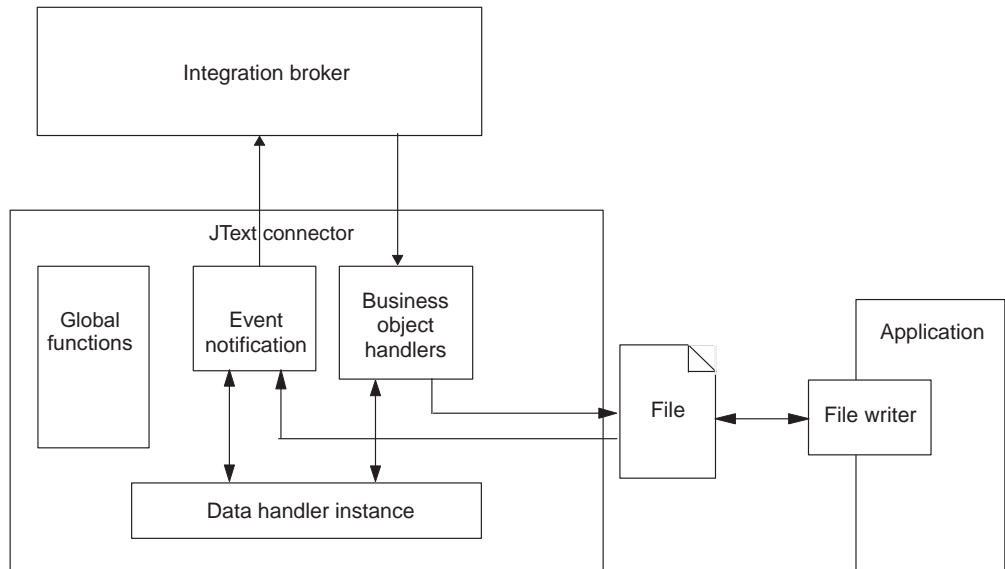 Integration broker
JText connector
Global
functions
Event
notification
Business
object
handlers
Application
File
File writer
Data handler instance